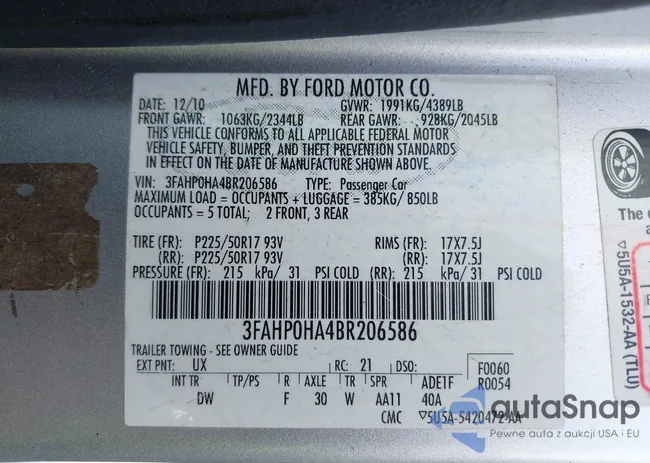 MFD. BY FORD MOTOR CO.
DATE: 12/10 GVWR: 1991KG/4389LB
FRONT GAWR: 1063KG/2344LB REAR GAWR: 928KG/2045LB
THIS VEHICLE CONFORMS TO ALL APPLICABLE FEDERAL MOTOR
VEHICLE SAFETY, BUMPER, AND THEFT PREVENTION STANDARDS
IN EFFECT ON THE DATE OF MANUFACTURE SHOWN ABOVE.
VIN: 3FAHP0HA4BR206586 TYPE: Passenger Car
MAXIMUM LOAD = OCCUPANTS + LUGGAGE = 385KG/850LB
OCCUPANTS = 5 TOTAL; 2 FRONT, 3 REAR
TIRE (FR): P225/50R17 93V RIMS (FR): 17X7.5J
(RR): P225/50R17 93V (RR): 17X7.5J
PRESSURE (FR): 215 kPa/ 31 PSI COLD (RR): 215 kPa/ 31 PSI COLD
3FAHP0HA4BR206586
TRAILER TOWING - SEE OWNER GUIDE
EXT PNT: UX RC: 21 DSO: F0060
R0054
INT TR TP/PS R AXLE TR SPR ADE1F
DW F 30 W AA11 40A
CMC ▽5U5A-5420472-AA
The
▽5U5A-1532-AA (TLU)
autoSnap
Pewne auta z aukcji USA i EU